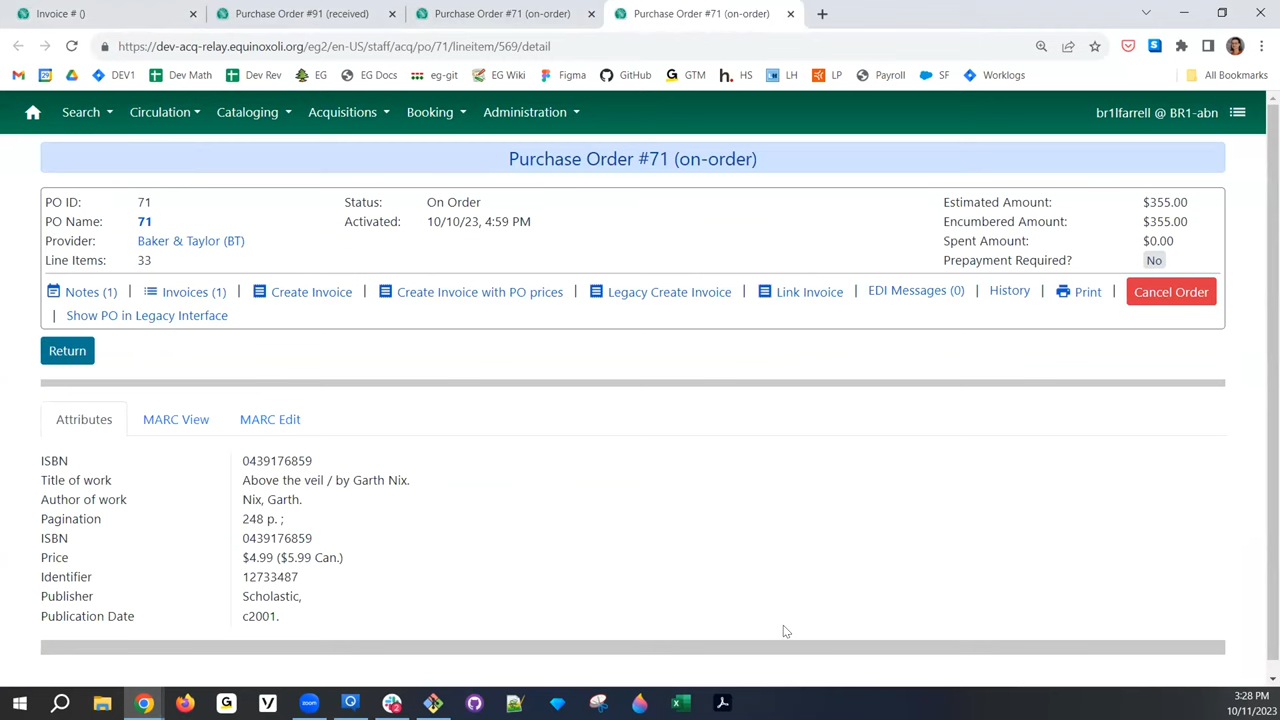 Invoice # 0
Purchase Order #91 (received)
Purchase Order #71 (on-order)
Purchase Order #71 (on-order)
https://dev-acq-relay.equinoxoli.org/eg2/en-US/staff/acq/po/71/lineitem/569/detail
DEV1 Dev Math Dev Rev EG EG Docs eg-git EG Wiki Figma GitHub GTM HS LH LP Payroll SF Worklogs All Bookmarks
Search Circulation Cataloging Acquisitions Booking Administration br1lfarrell @ BR1-abn
Purchase Order #71 (on-order)
PO ID: 71 Status: On Order Estimated Amount: $355.00
PO Name: 71 Activated: 10/10/23, 4:59 PM Encumbered Amount: $355.00
Provider: Baker & Taylor (BT) Spent Amount: $0.00
Line Items: 33 Prepayment Required? No
Notes (1) | Invoices (1) | Create Invoice | Create Invoice with PO prices | Legacy Create Invoice | Link Invoice | EDI Messages (0) | History | Print | Cancel Order
| Show PO in Legacy Interface
Return
Attributes MARC View MARC Edit
ISBN 0439176859
Title of work Above the veil / by Garth Nix.
Author of work Nix, Garth.
Pagination 248 p. ;
ISBN 0439176859
Price $4.99 ($5.99 Can.)
Identifier 12733487
Publisher Scholastic,
Publication Date c2001.
3:28 PM
10/11/2023